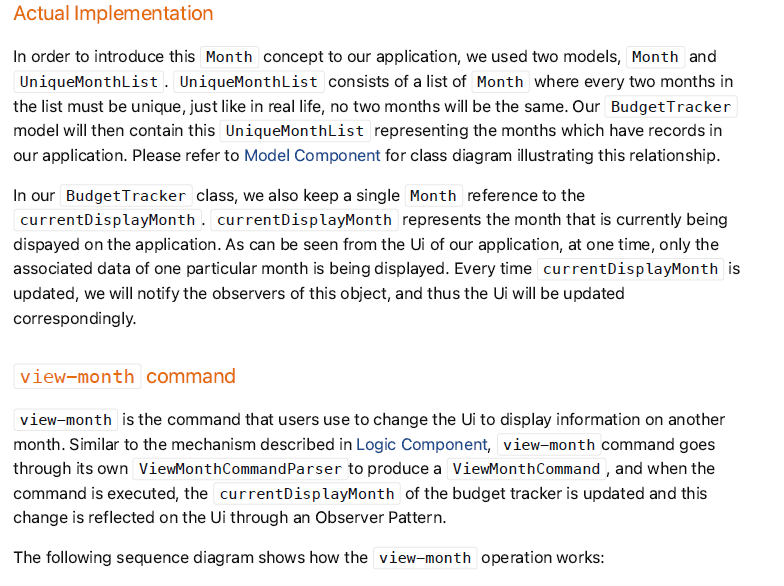 Actual Implementation
In order to introduce this Month concept to our application, we used two models, Month and
UniqueMonthList. UniqueMonthList consists of a list of Month where every two months in
the list must be unique, just like in real life, no two months will be the same. Our BudgetTracker
model will then contain this UniqueMonthList representing the months which have records in
our application. Please refer to Model Component for class diagram illustrating this relationship.
In our BudgetTracker class, we also keep a single Month reference to the
currentDisplayMonth. currentDisplayMonth represents the month that is currently being
dispayed on the application. As can be seen from the Ui of our application, at one time, only the
associated data of one particular month is being displayed. Every time currentDisplayMonth is
updated, we will notify the observers of this object, and thus the Ui will be updated
correspondingly.
view-month command
view-month is the command that users use to change the Ui to display information on another
month. Similar to the mechanism described in Logic Component, view-month command goes
through its own ViewMonthCommandParser to produce a ViewMonthCommand, and when the
command is executed, the currentDisplayMonth of the budget tracker is updated and this
change is reflected on the Ui through an Observer Pattern.
The following sequence diagram shows how the view-month operation works: